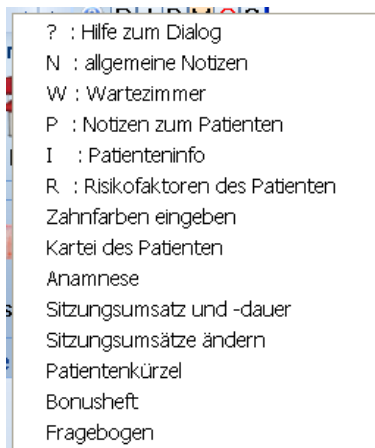 ? : Hilfe zum Dialog
N : allgemeine Notizen
W : Wartezimmer
P : Notizen zum Patienten
I : Patienteninfo
R : Risikofaktoren des Patienten
Zahnfarben eingeben
Kartei des Patienten
Anamnese
Sitzungsumsatz und -dauer
Sitzungsumsätze ändern
Patientenkürzel
Bonusheft
Fragebogen